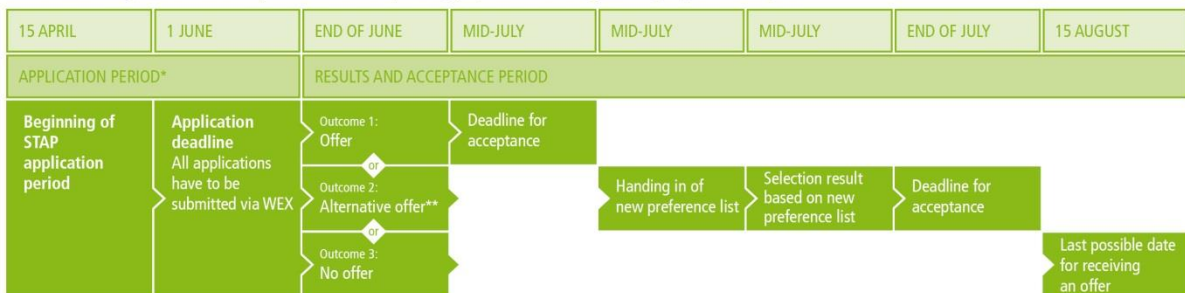 15 APRIL
1 JUNE
END OF JUNE
MID-JULY
MID-JULY
MID-JULY
END OF JULY
15 AUGUST
APPLICATION PERIOD*
RESULTS AND ACCEPTANCE PERIOD
Beginning of
STAP
application
period
Application
deadline
All applications
have to be
submitted via WEX
Outcome 1:
Offer
or
Outcome 2:
Alternative offer**
or
Outcome 3:
No offer
Deadline for
acceptance
Handing in of
new preference list
Selection result
based on new
preference list
Deadline for
acceptance
Last possible date
for receiving
an offer